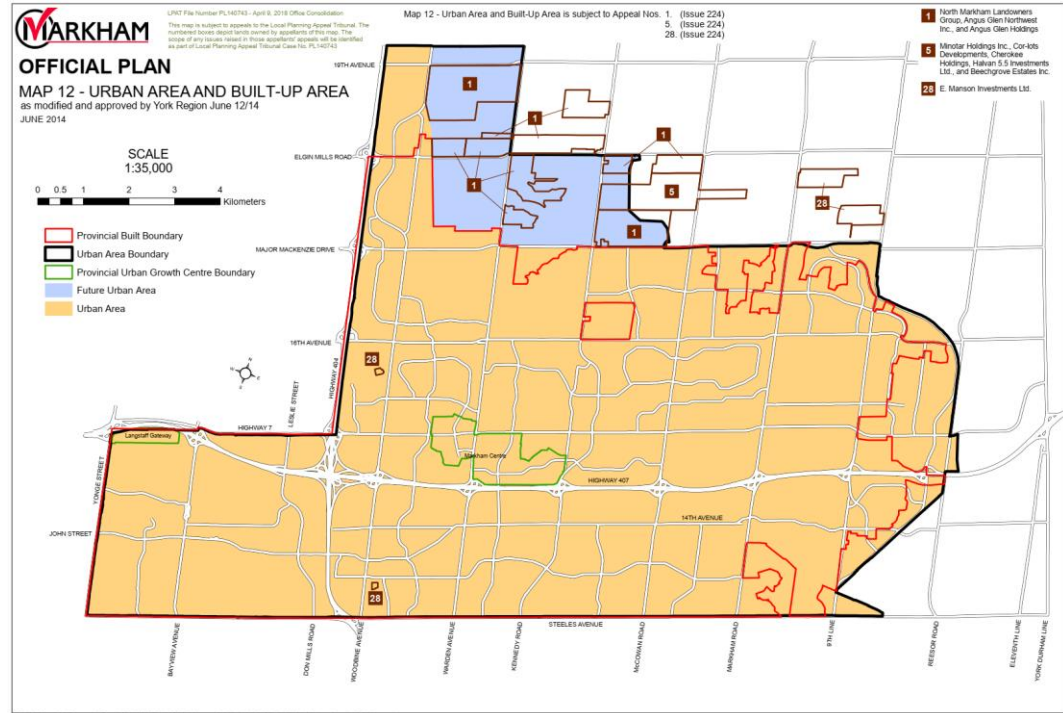 MARKHAM
LPAT File Number PL140743 - April 9, 2018 Office Consolidation
This map is subject to appeals to the Local Planning Appeal Tribunal. The
numbered boxes depict lands owned by appellants of this map. The
scope of any issues raised in those appellants' appeals will be identified
as part of Local Planning Appeal Tribunal Case No. PL140743
Map 12 - Urban Area and Built-Up Area is subject to Appeal Nos. 1. (Issue 224)
5. (Issue 224)
28. (Issue 224)
1 North Markham Landowners
Group, Angus Glen Northwest
Inc., and Angus Glen Holdings
5 Minotar Holdings Inc., Cor-lots
Developments, Cherokee
Holdings, Halvan 5.5 Investments
Ltd., and Beechgrove Estates Inc.
28 E. Manson Investments Ltd.
OFFICIAL PLAN
MAP 12 - URBAN AREA AND BUILT-UP AREA
as modified and approved by York Region June 12/14
JUNE 2014
SCALE
1:35,000
0 0.5 1 2 3 4
Kilometers
Provincial Built Boundary
Urban Area Boundary
Provincial Urban Growth Centre Boundary
Future Urban Area
Urban Area
19TH AVENUE
1
1
1
ELGIN MILLS ROAD
1
5
28
1
MAJOR MACKENZIE DRIVE
16TH AVENUE
28
HIGHWAY 404
LESLIE STREET
HIGHWAY 7
Langstaff Gateway
Markham Centre
HIGHWAY 407
YONGE STREET
14TH AVENUE
JOHN STREET
28
STEELES AVENUE
BAYVIEW AVENUE
DON MILLS ROAD
WOODBINE AVENUE
WARDEN AVENUE
KENNEDY ROAD
McCOWAN ROAD
MARKHAM ROAD
9TH LINE
REESOR ROAD
ELEVENTH LINE
YORK DURHAM LINE